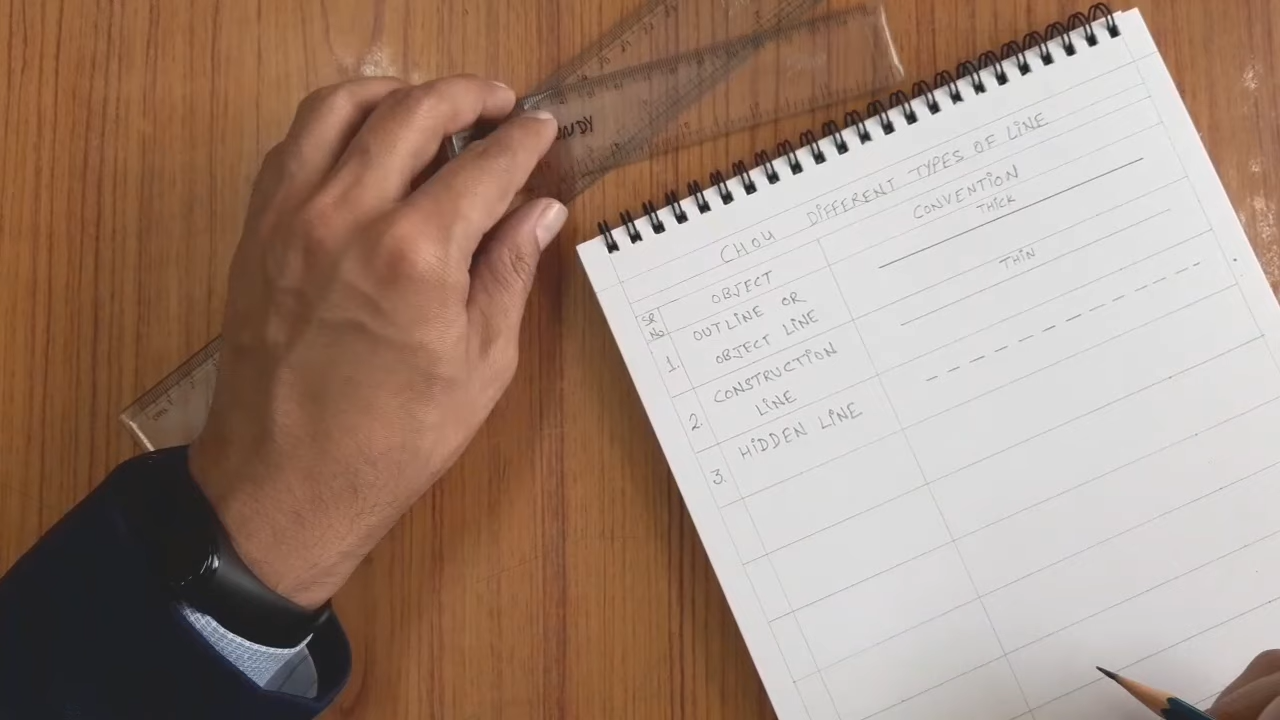 CHOU DIFFERENT TYPES OF LINE
SR NO OBJECT CONVENTION
1. OUTLINE OR
OBJECT LINE
THICK
2. CONSTRUCTION
LINE
THIN
3. HIDDEN LINE